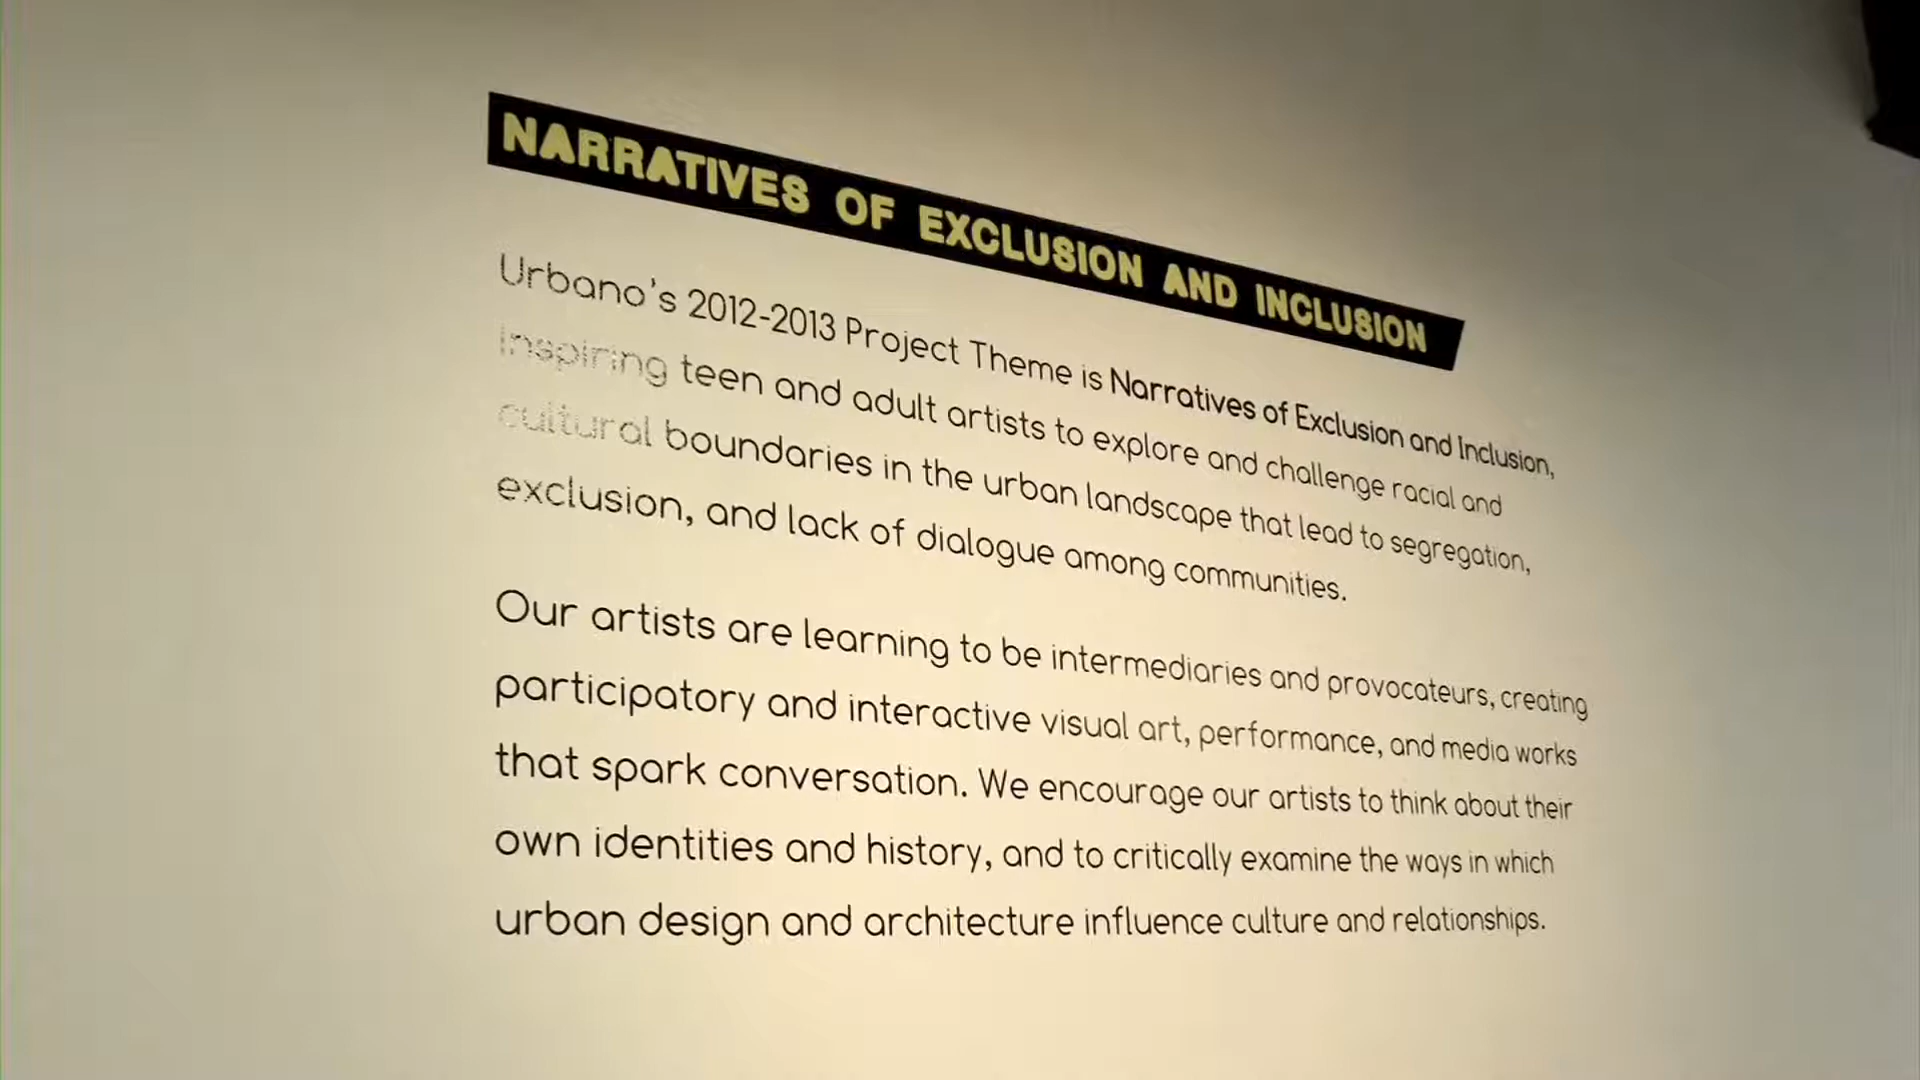 NARRATIVES OF EXCLUSION AND INCLUSION
Urbano's 2012-2013 Project Theme is Narratives of Exclusion and Inclusion,
inspiring teen and adult artists to explore and challenge racial and
cultural boundaries in the urban landscape that lead to segregation,
exclusion, and lack of dialogue among communities.
Our artists are learning to be intermediaries and provocateurs, creating
participatory and interactive visual art, performance, and media works
that spark conversation. We encourage our artists to think about their
own identities and history, and to critically examine the ways in which
urban design and architecture influence culture and relationships.